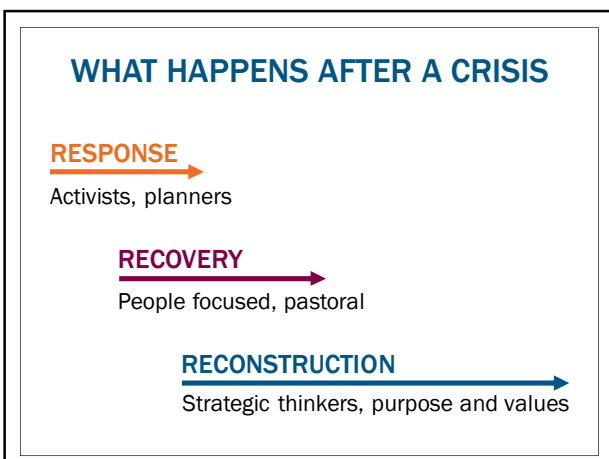 WHAT HAPPENS AFTER A CRISIS
RESPONSE
Activists, planners
RECOVERY
People focused, pastoral
RECONSTRUCTION
Strategic thinkers, purpose and values